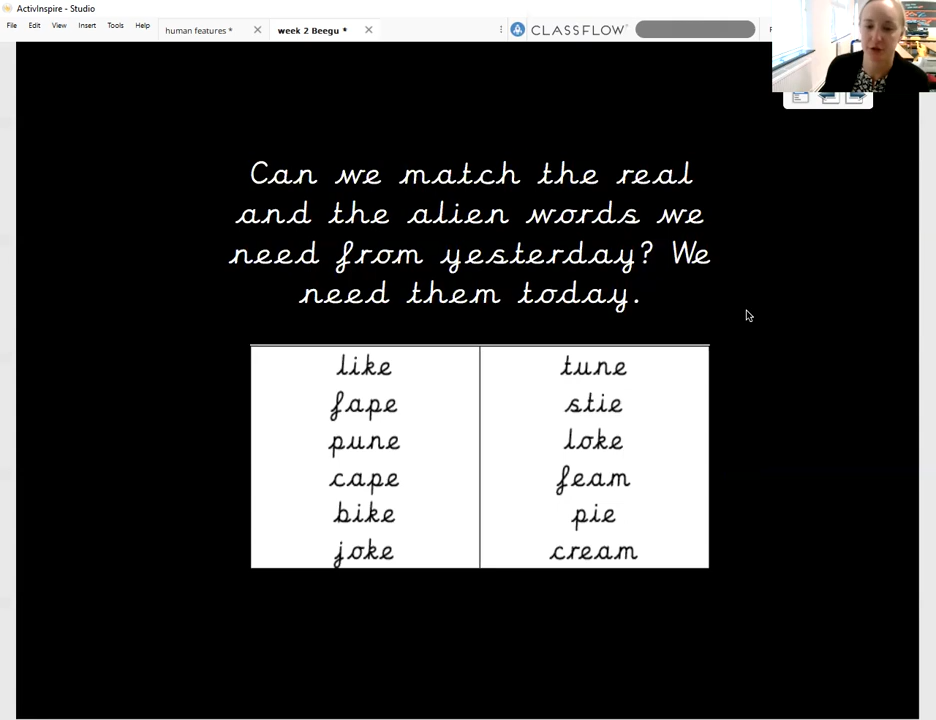 ActivInspire - Studio
File Edit View Insert Tools Help
human features *
week 2 Beegu *
CLASSFLOW
Can we match the real
and the alien words we
need from yesterday? We
need them today.
like tune
fape stie
pune loke
cape feam
bike pie
joke cream